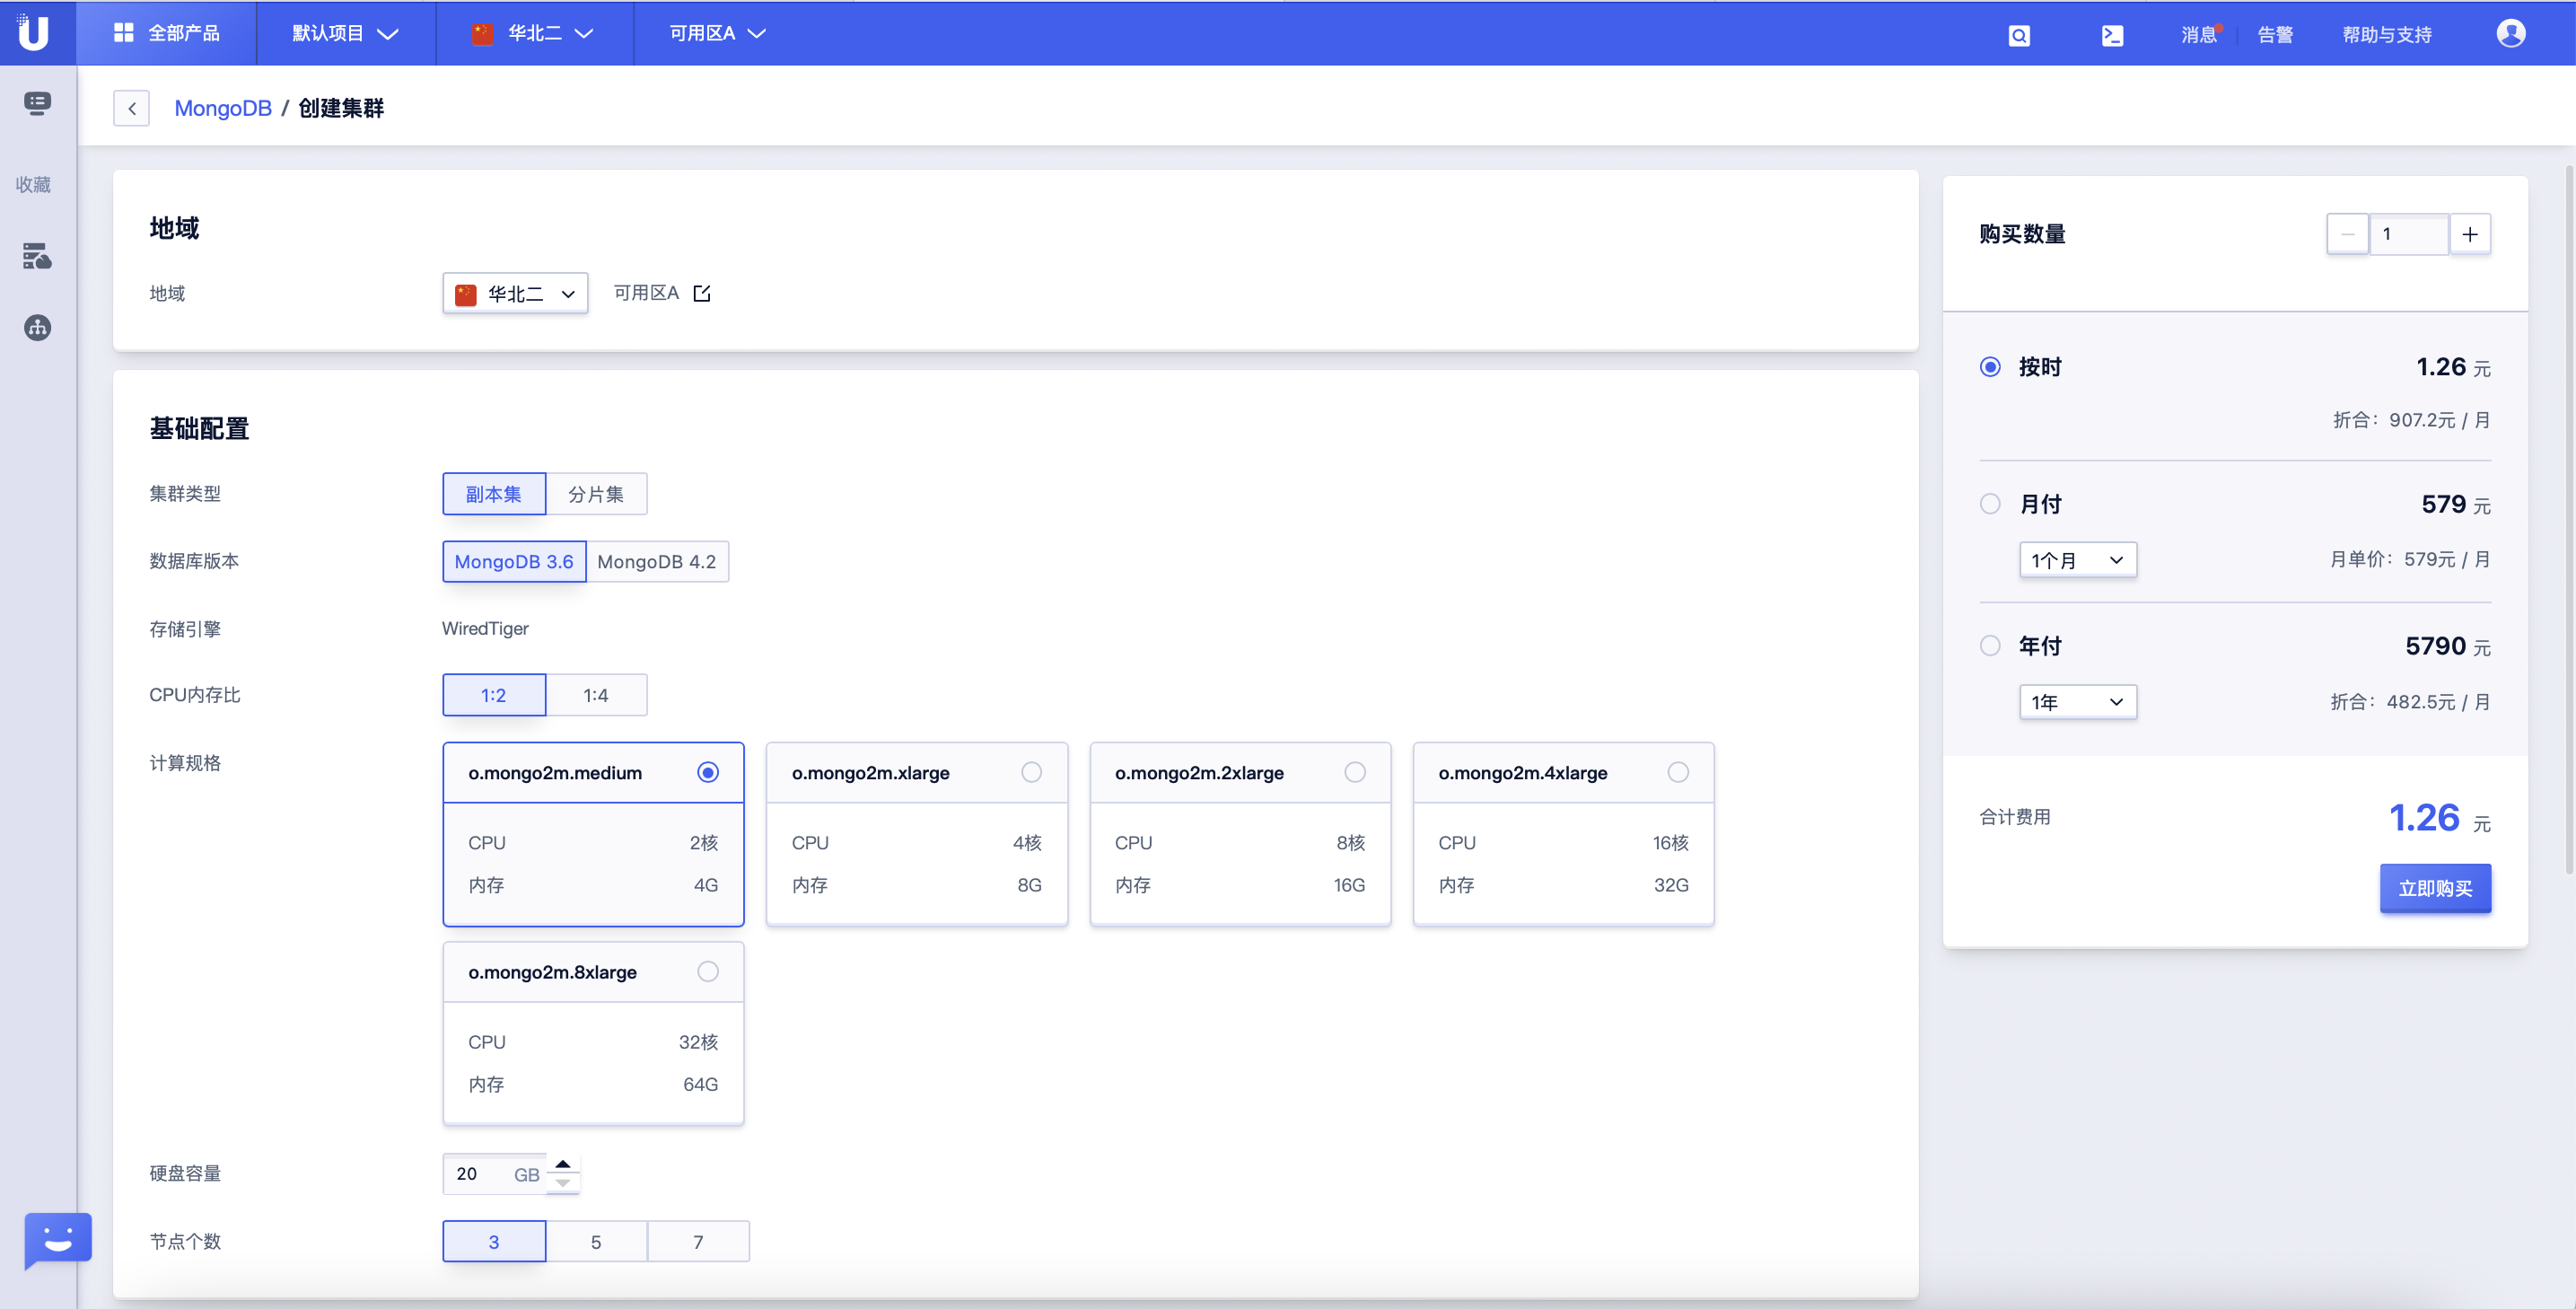 全部产品
默认项目
华北二
可用区A
消息
告警
帮助与支持
收藏
MongoDB / 创建集群
地域
地域
华北二
可用区A
基础配置
集群类型
副本集
分片集
数据库版本
MongoDB 3.6
MongoDB 4.2
存储引擎
WiredTiger
CPU内存比
1:2
1:4
计算规格
o.mongo2m.medium
CPU 2核
内存 4G
o.mongo2m.xlarge
CPU 4核
内存 8G
o.mongo2m.2xlarge
CPU 8核
内存 16G
o.mongo2m.4xlarge
CPU 16核
内存 32G
o.mongo2m.8xlarge
CPU 32核
内存 64G
硬盘容量
20 GB
节点个数
3
5
7
购买数量
1
按时 1.26 元
折合：907.2元 / 月
月付 579 元
1个月
月单价：579元 / 月
年付 5790 元
1年
折合：482.5元 / 月
合计费用 1.26 元
立即购买